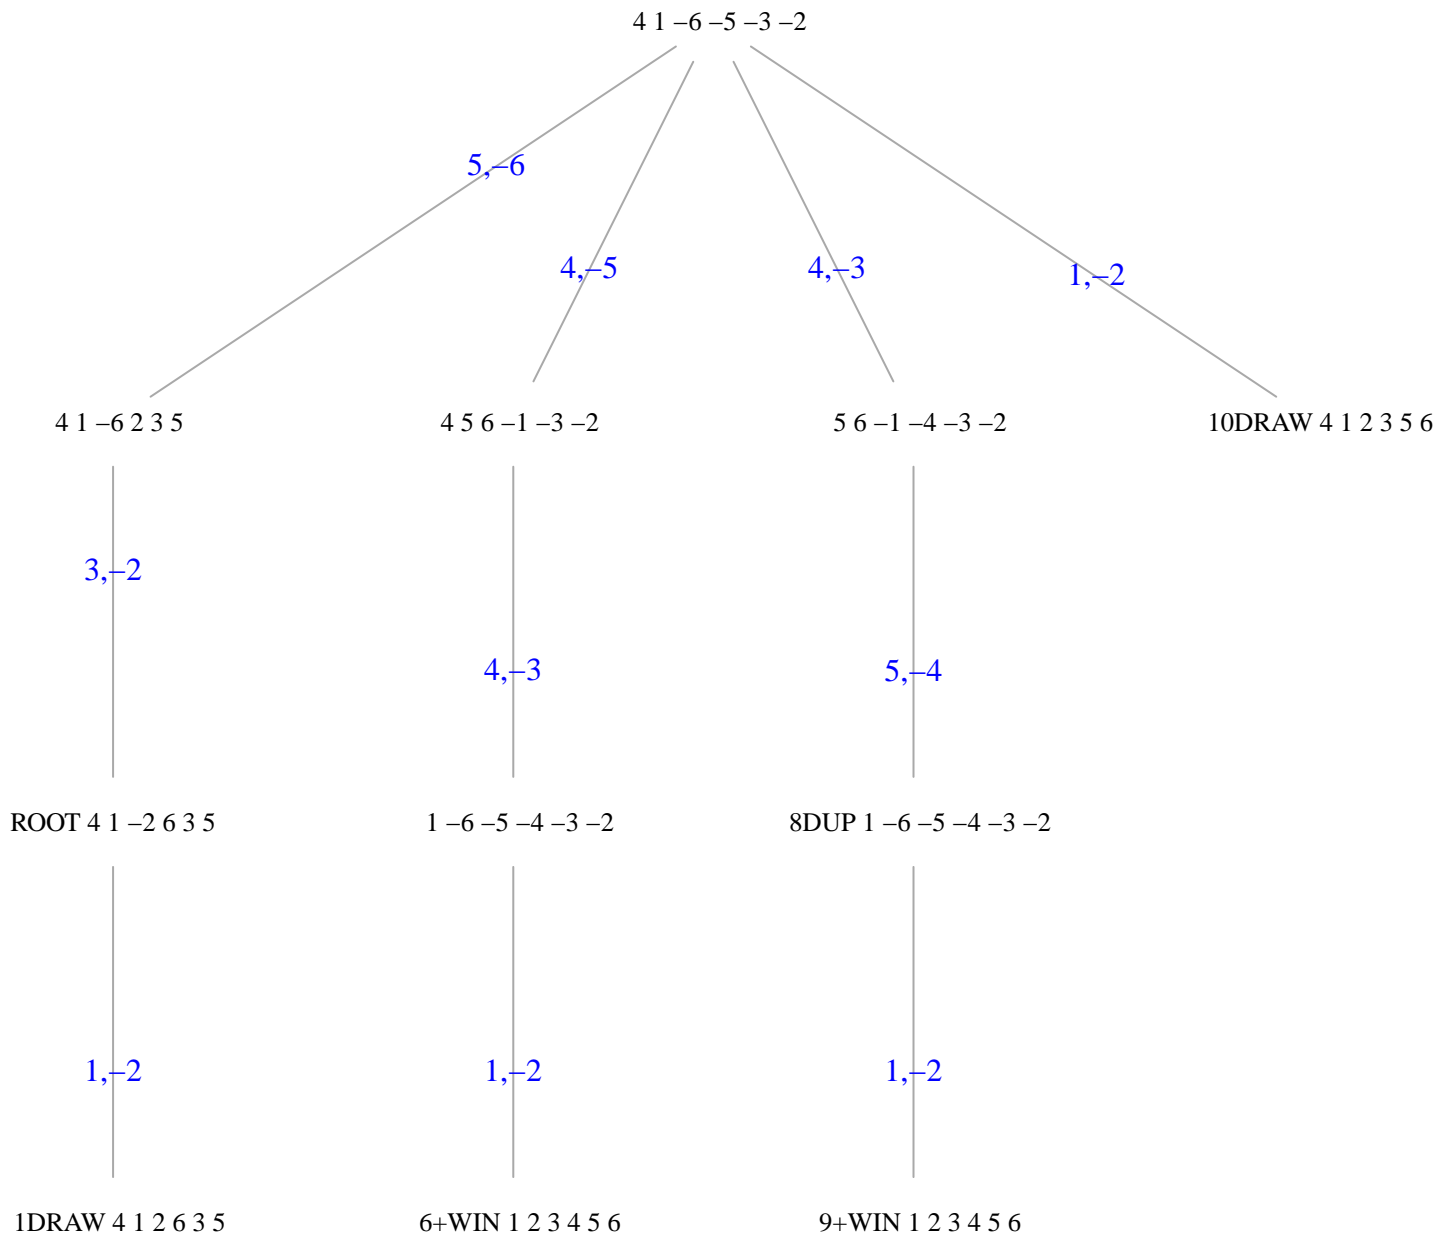 4 1 –6 –5 –3 –2
5,–6
4,–5
4,–3
1,–2
4 1 –6 2 3 5
4 5 6 –1 –3 –2
5 6 –1 –4 –3 –2
10DRAW 4 1 2 3 5 6
3,–2
4,–3
5,–4
ROOT 4 1 –2 6 3 5
1 –6 –5 –4 –3 –2
8DUP 1 –6 –5 –4 –3 –2
1,–2
1,–2
1,–2
1DRAW 4 1 2 6 3 5
6+WIN 1 2 3 4 5 6
9+WIN 1 2 3 4 5 6